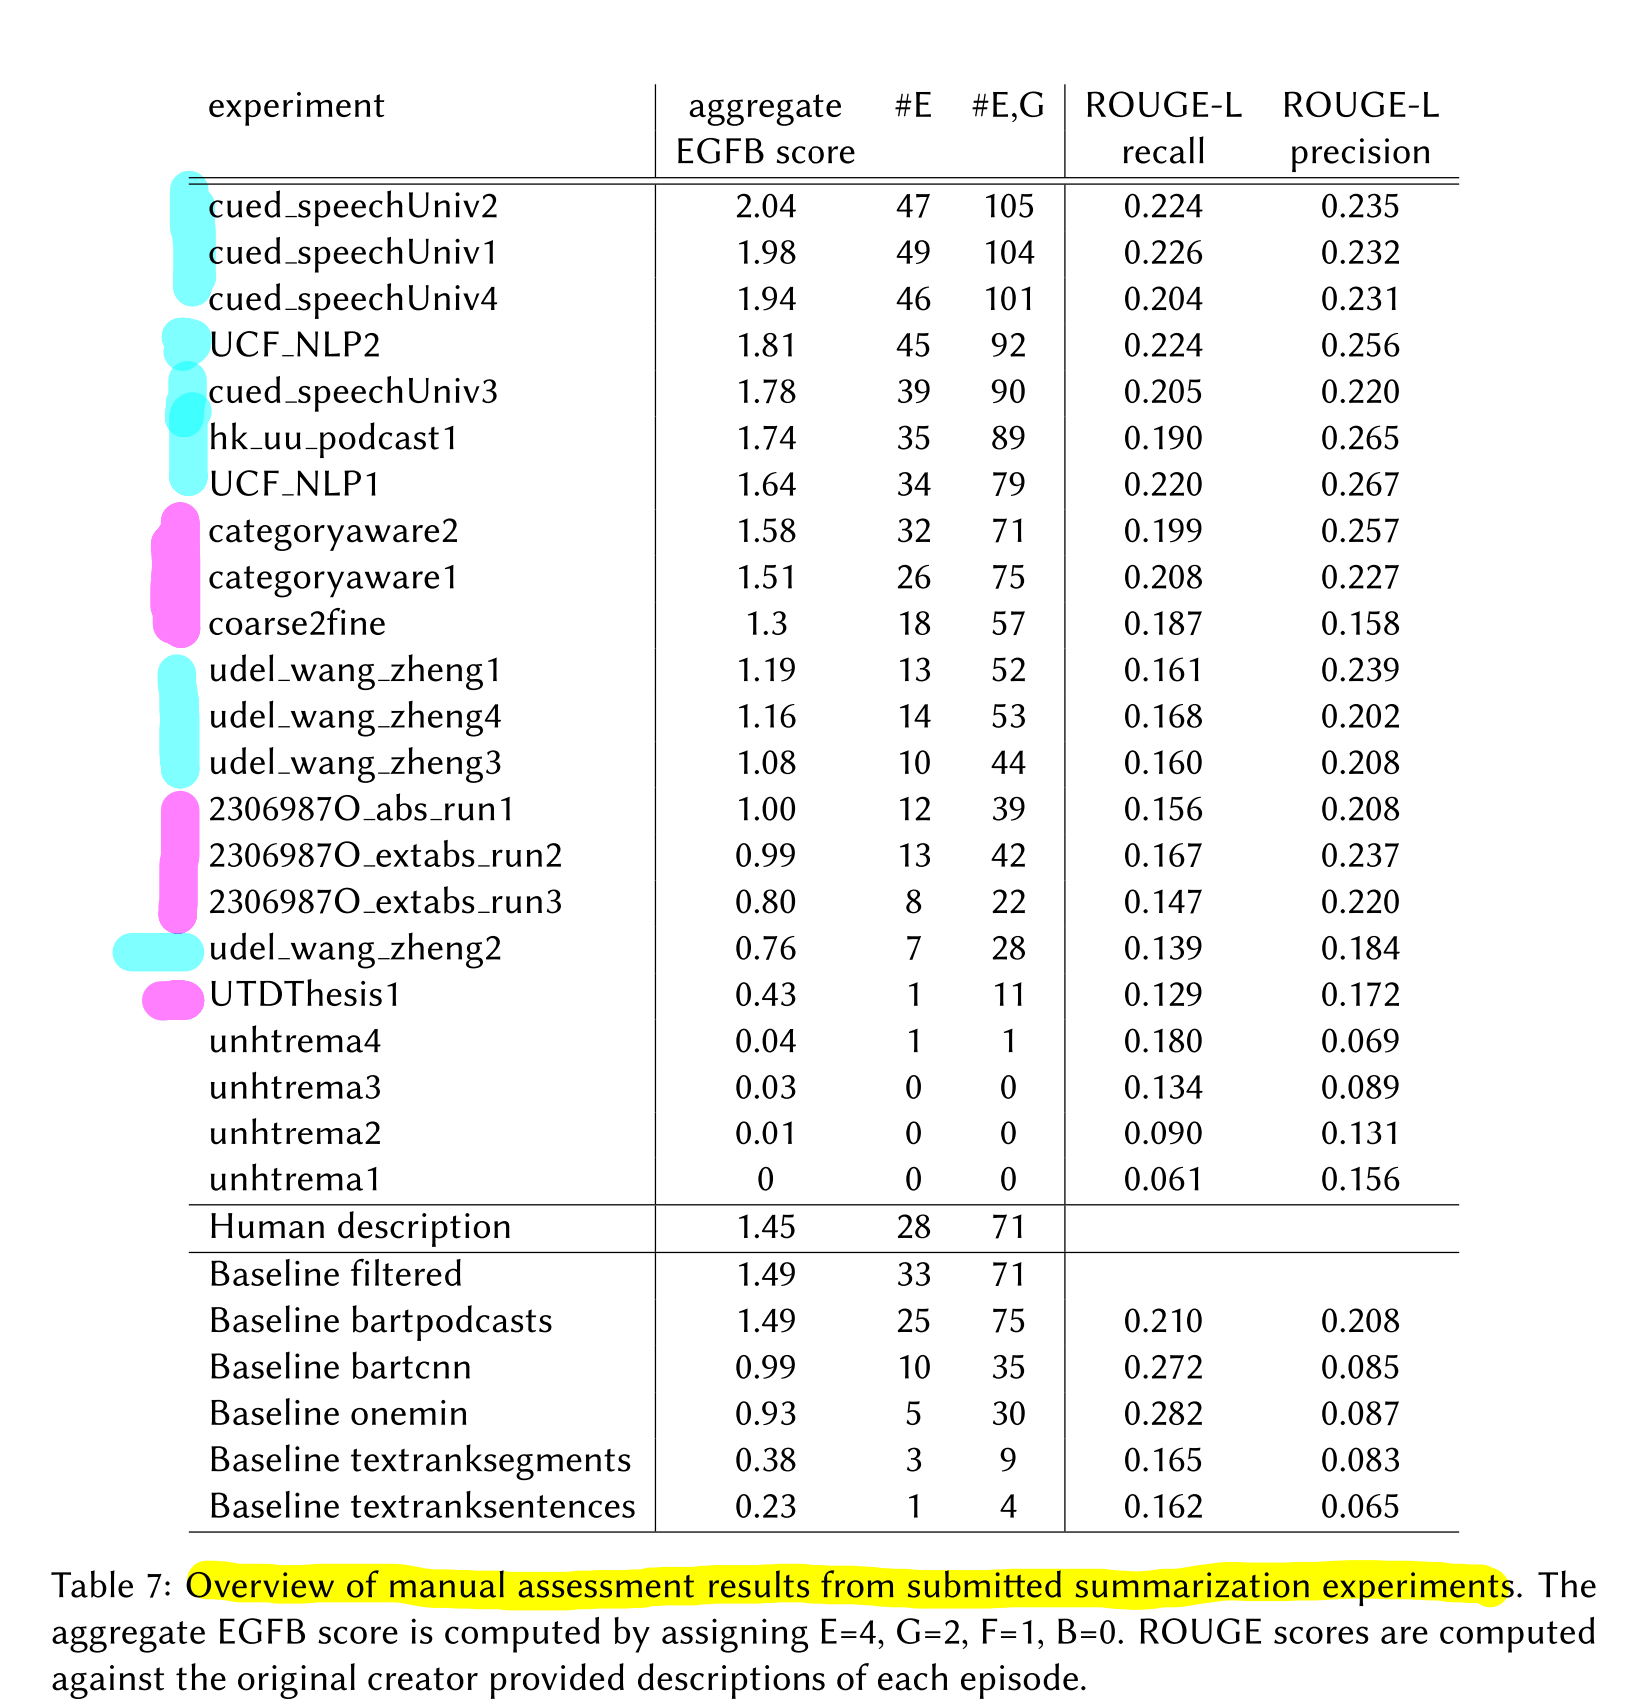 experiment aggregate #E #E,G ROUGE-L ROUGE-L
EGFB score recall precision
cued_speechUniv2 2.04 47 105 0.224 0.235
cued_speechUniv1 1.98 49 104 0.226 0.232
cued_speechUniv4 1.94 46 101 0.204 0.231
UCF_NLP2 1.81 45 92 0.224 0.256
cued_speechUniv3 1.78 39 90 0.205 0.220
hk_uu_podcast1 1.74 35 89 0.190 0.265
UCF_NLP1 1.64 34 79 0.220 0.267
categoryaware2 1.58 32 71 0.199 0.257
categoryaware1 1.51 26 75 0.208 0.227
coarse2fine 1.3 18 57 0.187 0.158
udel_wang_zheng1 1.19 13 52 0.161 0.239
udel_wang_zheng4 1.16 14 53 0.168 0.202
udel_wang_zheng3 1.08 10 44 0.160 0.208
2306987O_abs_run1 1.00 12 39 0.156 0.208
2306987O_extabs_run2 0.99 13 42 0.167 0.237
2306987O_extabs_run3 0.80 8 22 0.147 0.220
udel_wang_zheng2 0.76 7 28 0.139 0.184
UTDThesis1 0.43 1 11 0.129 0.172
unhtrema4 0.04 1 1 0.180 0.069
unhtrema3 0.03 0 0 0.134 0.089
unhtrema2 0.01 0 0 0.090 0.131
unhtrema1 0 0 0 0.061 0.156
Human description 1.45 28 71
Baseline filtered 1.49 33 71
Baseline bartpodcasts 1.49 25 75 0.210 0.208
Baseline bartcnn 0.99 10 35 0.272 0.085
Baseline onemin 0.93 5 30 0.282 0.087
Baseline textranksegments 0.38 3 9 0.165 0.083
Baseline textranksentences 0.23 1 4 0.162 0.065
Table 7: Overview of manual assessment results from submitted summarization experiments. The
aggregate EGFB score is computed by assigning E=4, G=2, F=1, B=0. ROUGE scores are computed
against the original creator provided descriptions of each episode.